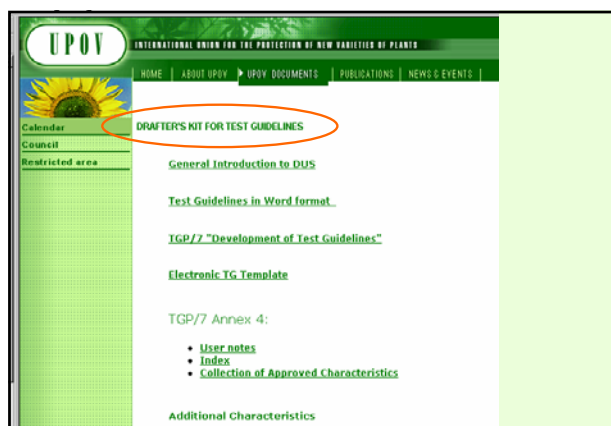 UPOV
INTERNATIONAL UNION FOR THE PROTECTION OF NEW VARIETIES OF PLANTS
HOME | ABOUT UPOV | UPOV DOCUMENTS | PUBLICATIONS | NEWS & EVENTS |
Calendar
Council
Restricted area
DRAFTER'S KIT FOR TEST GUIDELINES
General Introduction to DUS
Test Guidelines in Word format
TGP/7 "Development of Test Guidelines"
Electronic TG Template
TGP/7 Annex 4:
• User notes
• Index
• Collection of Approved Characteristics
Additional Characteristics